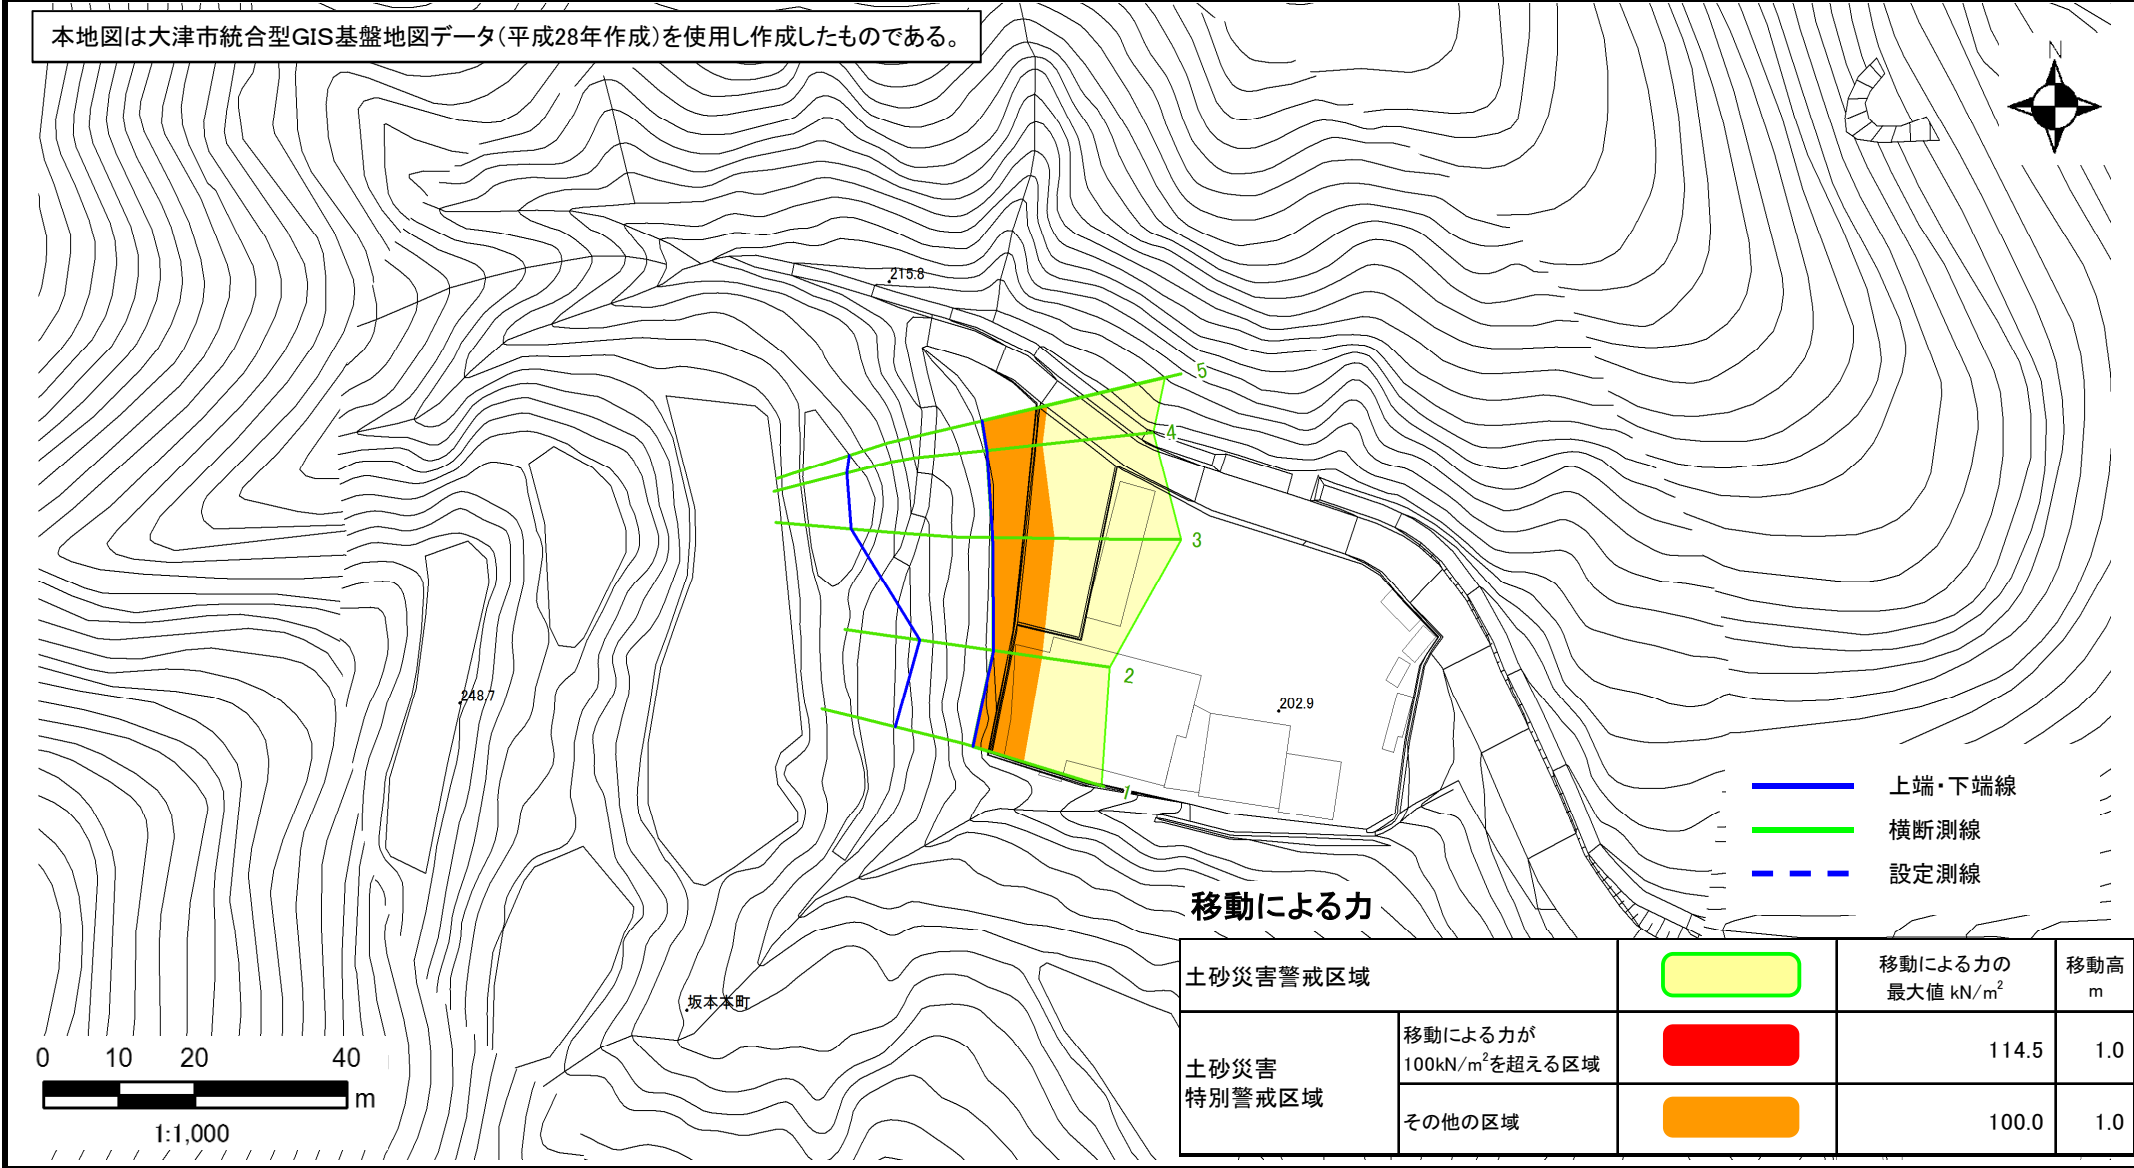 本地図は大津市統合型GIS基盤地図データ(平成28年作成)を使用し作成したものである。
N
215.8
5
4
3
2
248.7
202.9
1
上端・下端線
横断測線
設定測線
移動による力
坂本本町
土砂災害警戒区域
移動による力の
最大値 kN/m²
移動高
m
土砂災害
特別警戒区域
移動による力が
100kN/m²を超える区域
114.5
1.0
その他の区域
100.0
1.0
0 10 20 40
m
1:1,000